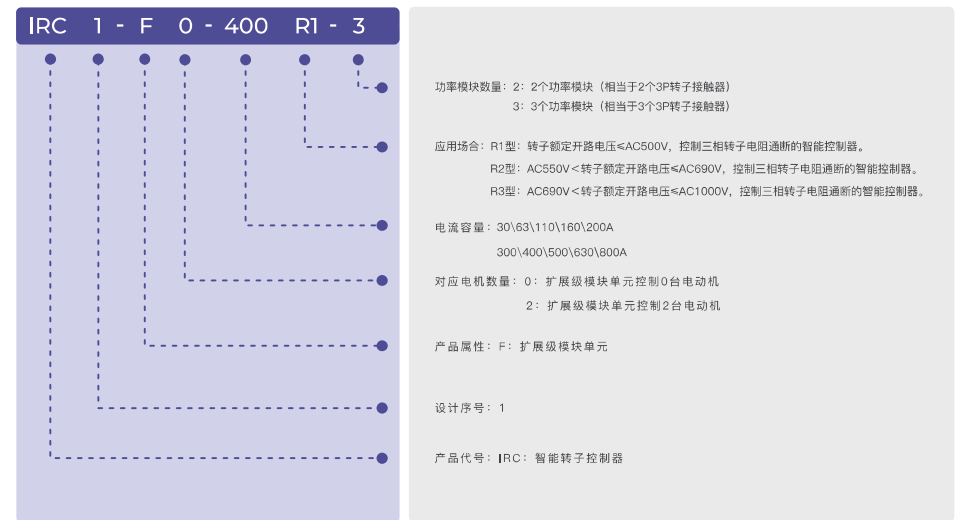 IRC 1 - F 0 - 400 R1 - 3
功率模块数量：2：2个功率模块（相当于2个3P转子接触器）
3：3个功率模块（相当于3个3P转子接触器）
应用场合：R1型：转子额定开路电压≤AC500V，控制三相转子电阻通断的智能控制器。
R2型：AC550V＜转子额定开路电压≤AC690V，控制三相转子电阻通断的智能控制器。
R3型：AC690V＜转子额定开路电压≤AC1000V，控制三相转子电阻通断的智能控制器。
电流容量：30\63\110\160\200A
300\400\500\630\800A
对应电机数量：0：扩展级模块单元控制0台电动机
2：扩展级模块单元控制2台电动机
产品属性：F：扩展级模块单元
设计序号：1
产品代号：IRC：智能转子控制器